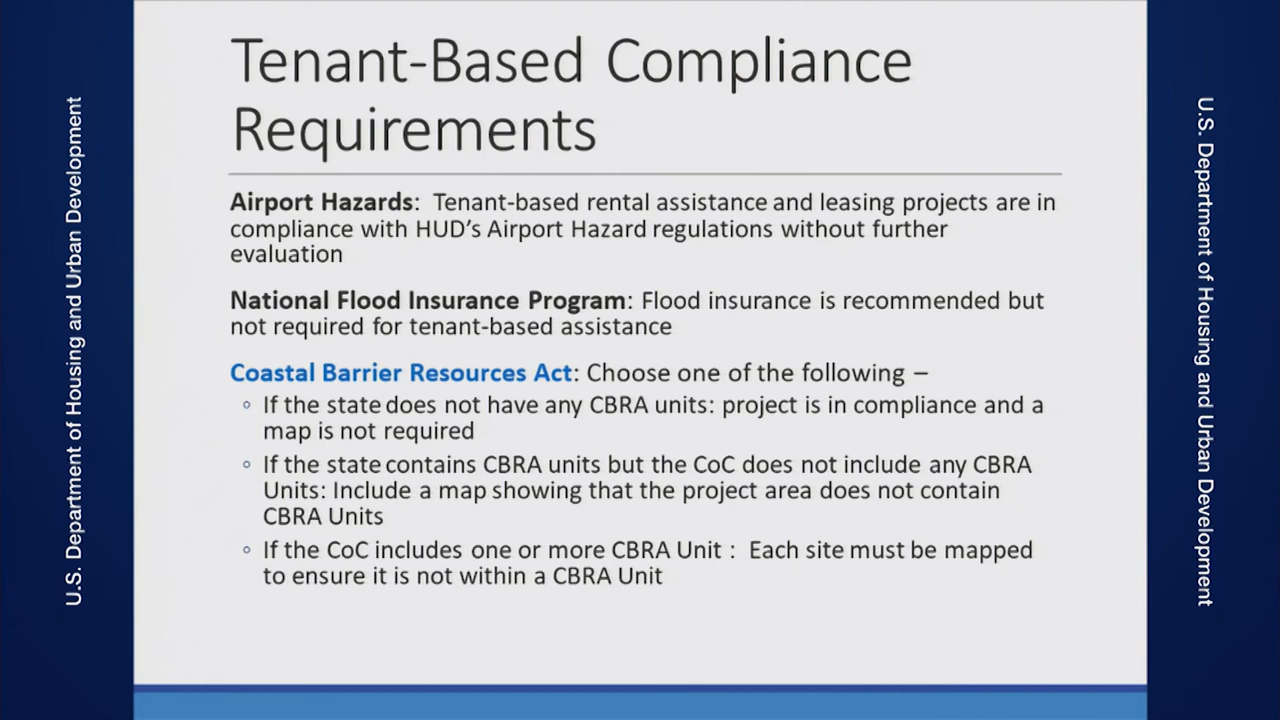 U.S. Department of Housing and Urban Development
Tenant-Based Compliance
Requirements
Airport Hazards:  Tenant-based rental assistance and leasing projects are in
compliance with HUD's Airport Hazard regulations without further
evaluation
National Flood Insurance Program: Flood insurance is recommended but
not required for tenant-based assistance
Coastal Barrier Resources Act: Choose one of the following –
◦ If the state does not have any CBRA units: project is in compliance and a
map is not required
◦ If the state contains CBRA units but the CoC does not include any CBRA
Units: Include a map showing that the project area does not contain
CBRA Units
◦ If the CoC includes one or more CBRA Unit :  Each site must be mapped
to ensure it is not within a CBRA Unit
U.S. Department of Housing and Urban Development